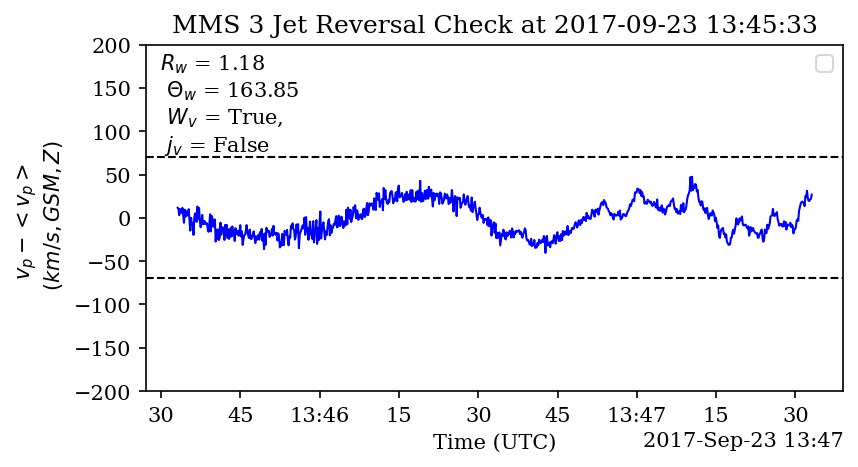 MMS 3 Jet Reversal Check at 2017-09-23 13:45:33
200
150
100
50
0
−50
−100
−150
−200
v_p − < v_p >
(km/s, GSM, Z)
R_w = 1.18
Θ_w = 163.85
W_v = True,
j_v = False
30 45 13:46 15 30 45 13:47 15 30
Time (UTC)
2017-Sep-23 13:47